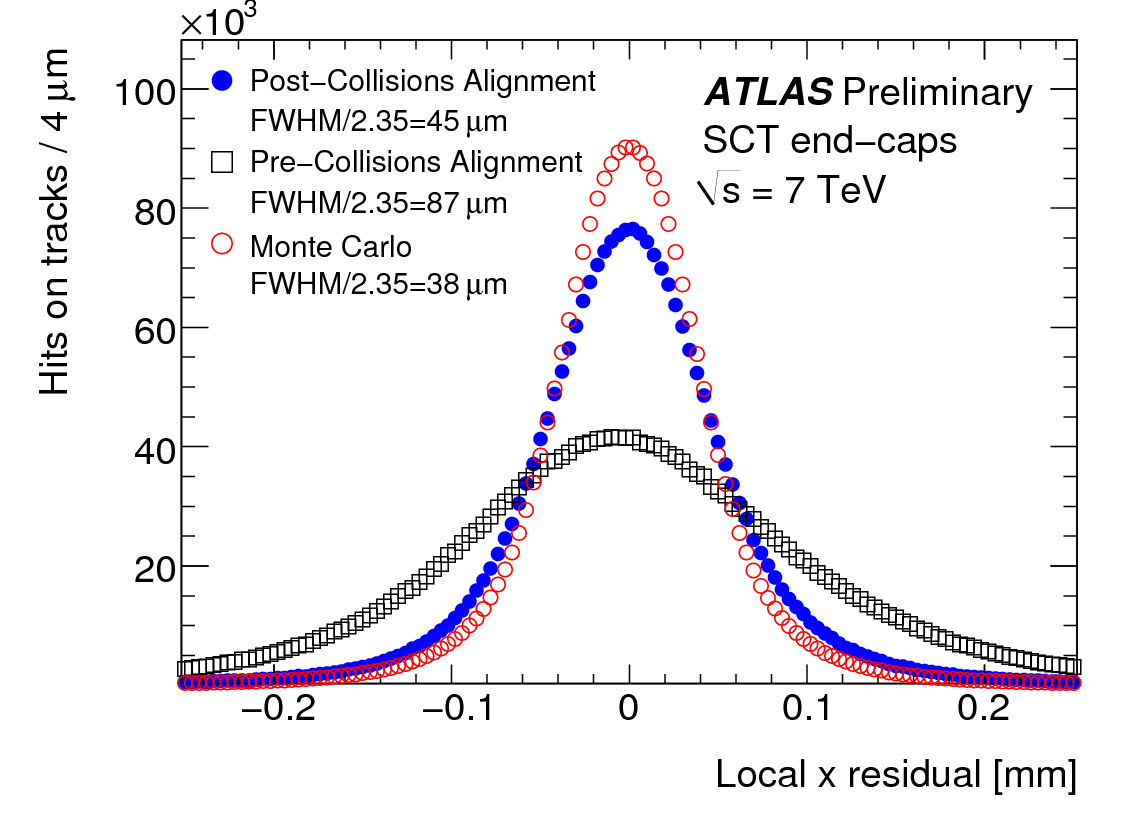 ×10³
Hits on tracks / 4 μm
100
80
60
40
20
Post−Collisions Alignment
FWHM/2.35=45 μm
Pre−Collisions Alignment
FWHM/2.35=87 μm
Monte Carlo
FWHM/2.35=38 μm
ATLAS Preliminary
SCT end−caps
√s = 7 TeV
−0.2 −0.1 0 0.1 0.2
Local x residual [mm]